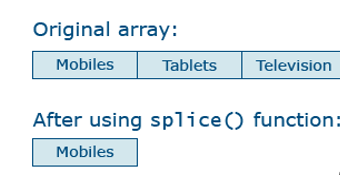 Original array:
Mobiles Tablets Television
After using splice() function:
Mobiles